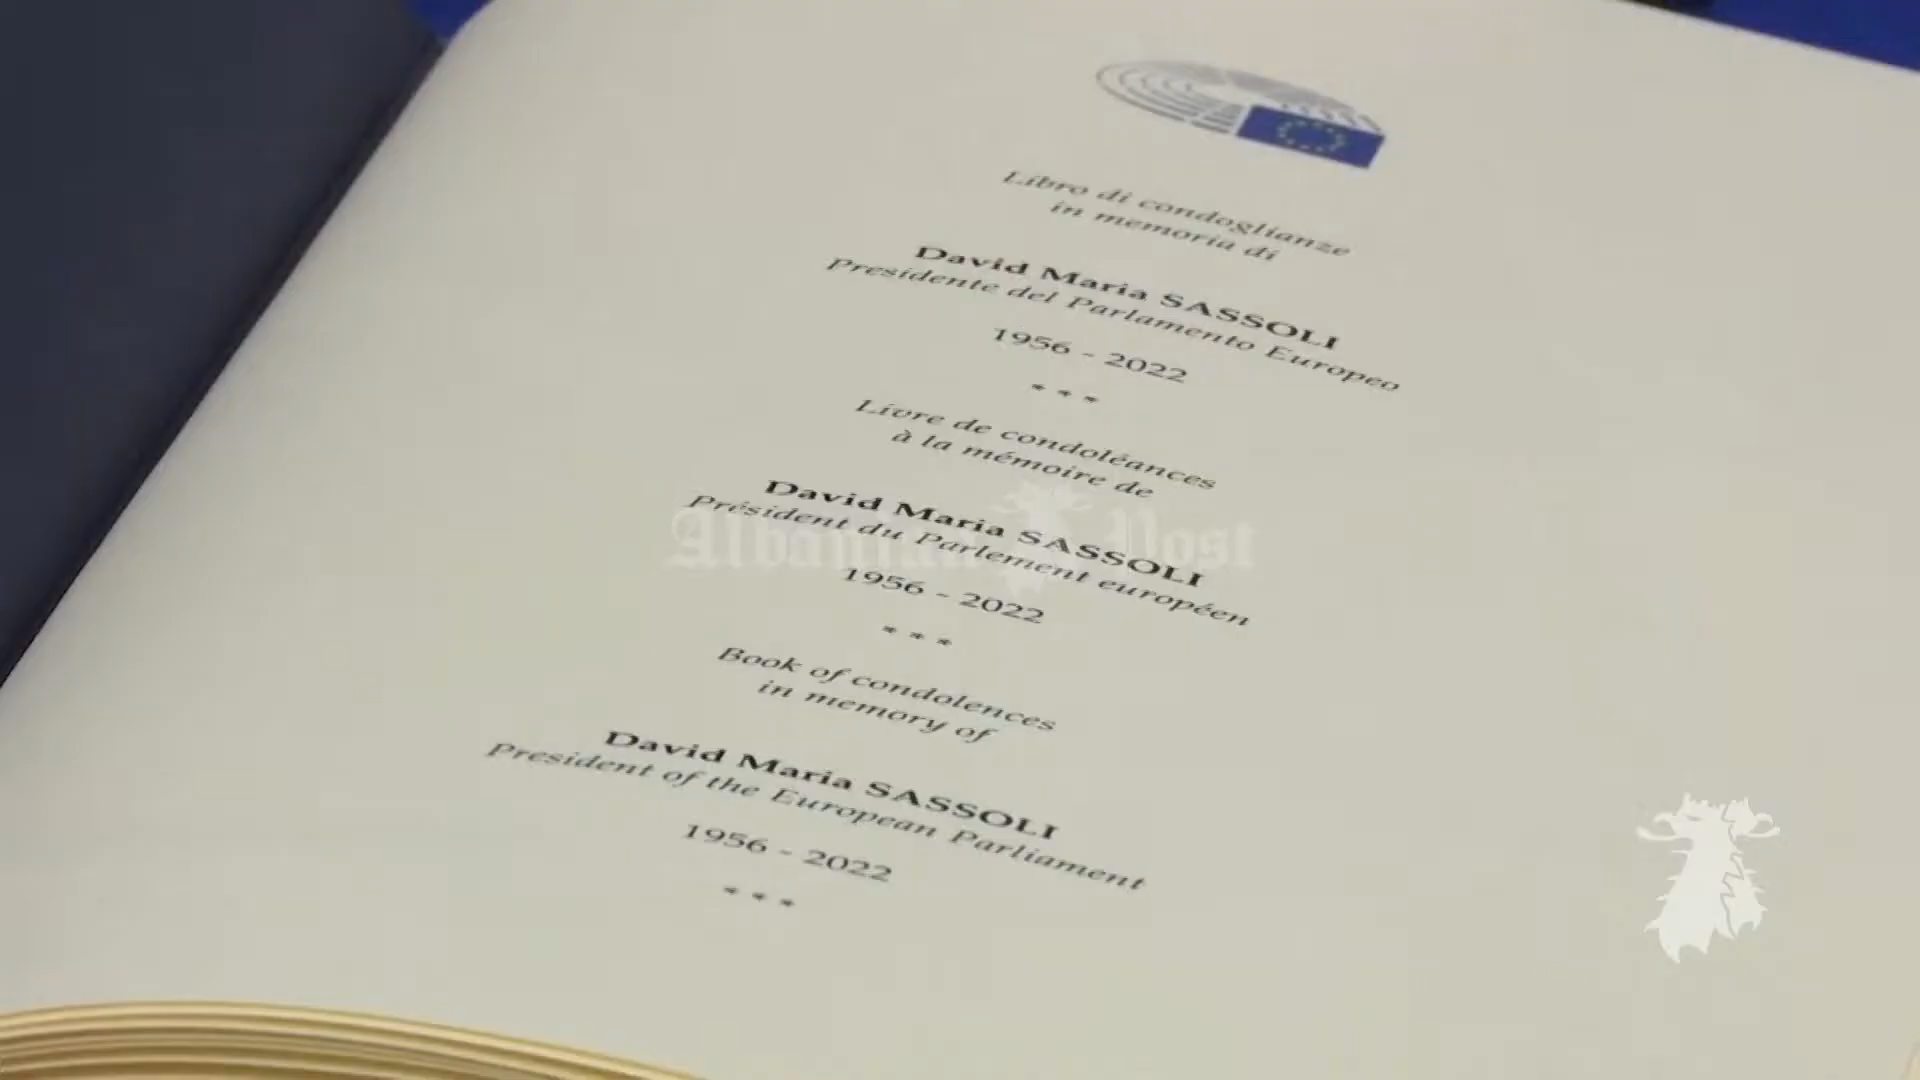 Libro di condoglianze
in memoria di
David Maria SASSOLI
Presidente del Parlamento Europeo
1956 - 2022
* * *
Livre de condoléances
à la mémoire de
David Maria SASSOLI
Président du Parlement européen
1956 - 2022
* * *
Book of condolences
in memory of
David Maria SASSOLI
President of the European Parliament
1956 - 2022
* * *
Albanian Post